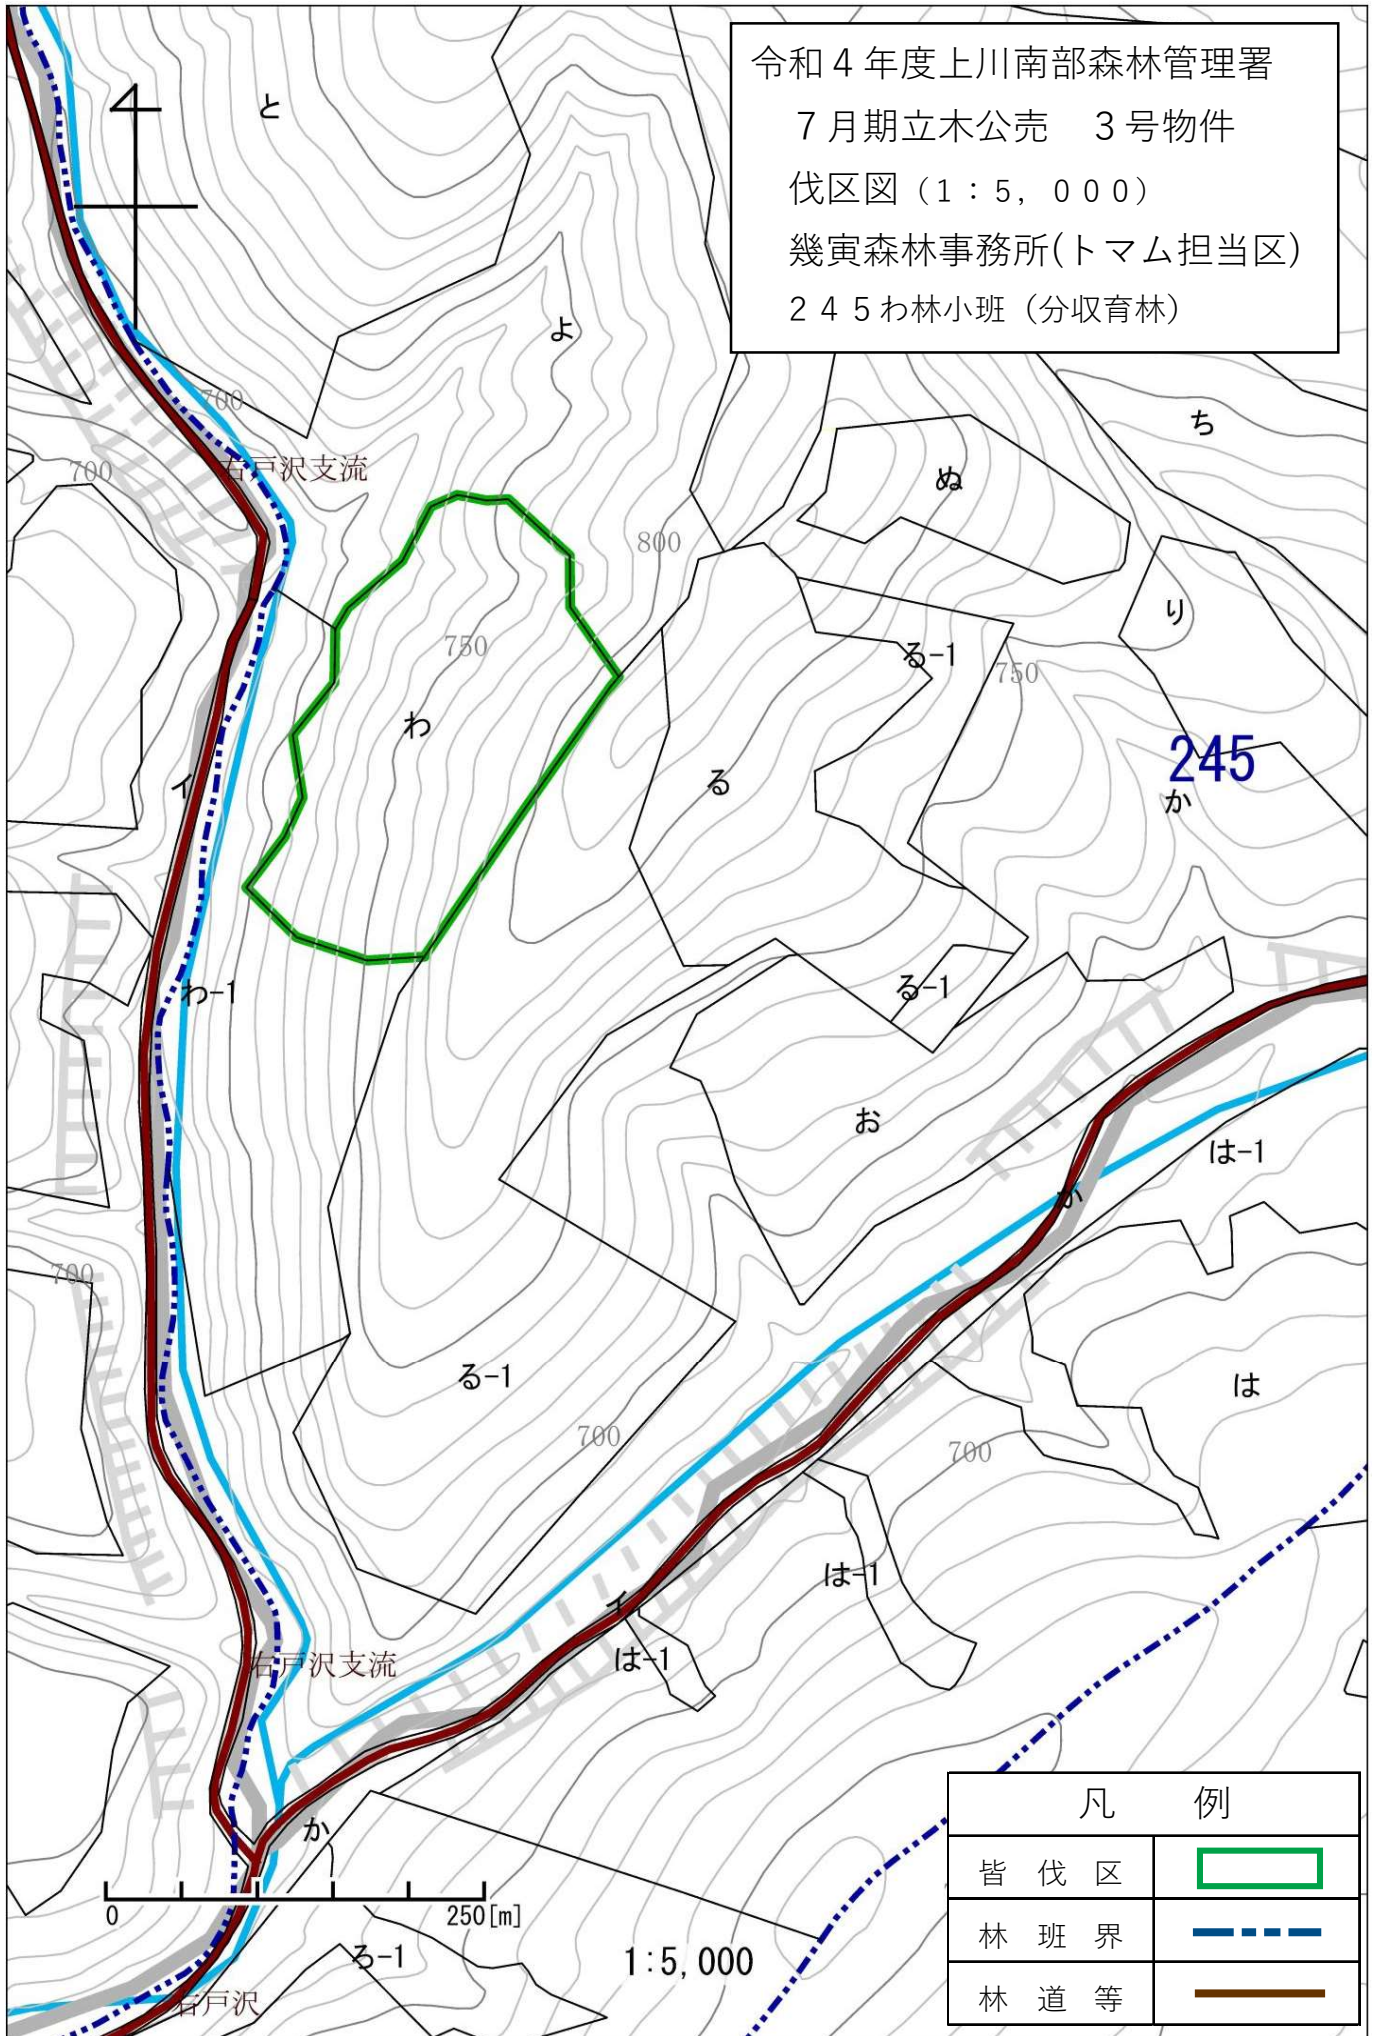 令和４年度上川南部森林管理署
７月期立木公売　３号物件
伐区図（１：５，０００）
幾寅森林事務所(トマム担当区)
２４５わ林小班（分収育林）
と
よ
700
ち
700
右戸沢支流
ぬ
800
り
750
る-1
750
わ
245
イ
る
か
わ-1
る-1
お
は-1
か
700
る-1
は
700
700
は-1
イ
は-1
右戸沢支流
か
0
250[m]
1:5,000
ろ-1
右戸沢
凡　例
皆 伐 区
林 班 界
林 道 等